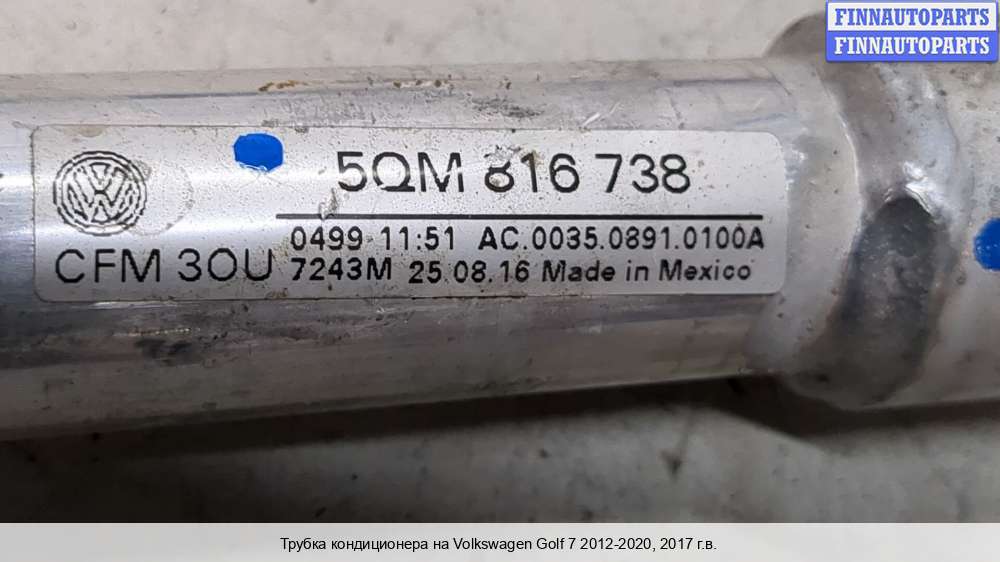 FINNAUTOPARTS
FINNAUTOPARTS
5QM 816 738
CFM 30U
0499 11:51 AC.0035.0891.0100A
7243M 25.08.16 Made in Mexico
Трубка кондиционера на Volkswagen Golf 7 2012-2020, 2017 г.в.